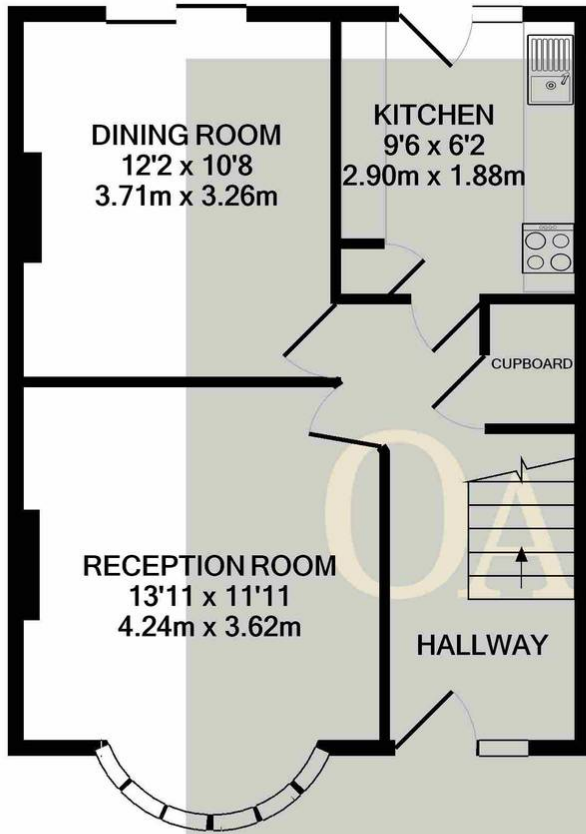 DINING ROOM
12'2 x 10'8
3.71m x 3.26m
KITCHEN
9'6 x 6'2
2.90m x 1.88m
CUPBOARD
OA
RECEPTION ROOM
13'11 x 11'11
4.24m x 3.62m
HALLWAY